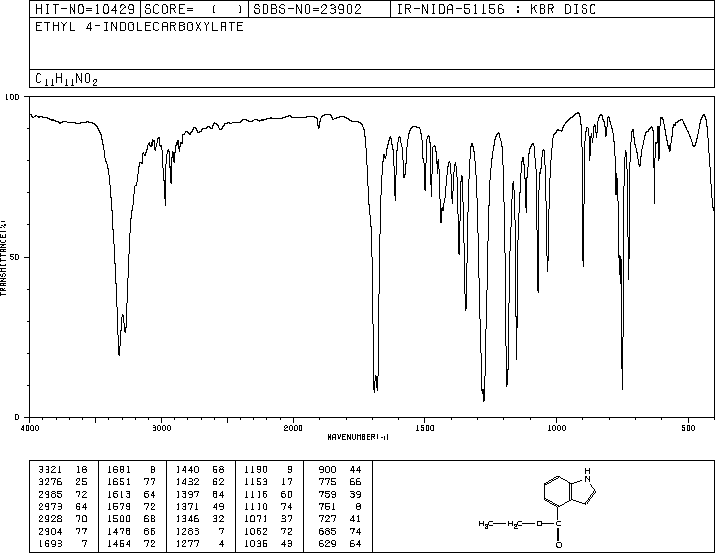 HIT-NO=10429 SCORE= ( ) SDBS-NO=23902 IR-NIDA-51156 : KBR DISC
ETHYL 4-INDOLECARBOXYLATE
C11H11NO2
100
50
0
TRANSMITTANCE(%)
4000 3000 2000 1500 1000 500
WAVENUMBER(-1)
3321 18 1681 8 1440 58 1190 9 900 44
3276 25 1651 77 1432 62 1153 17 775 66
2985 72 1613 64 1397 64 1116 60 759 39
2973 64 1579 72 1371 49 1110 74 751 8
2928 70 1500 68 1346 32 1071 37 727 41
2904 77 1478 66 1283 7 1062 72 685 74
1693 7 1454 72 1277 4 1036 43 629 64
H
N
H3C H2C O C
O